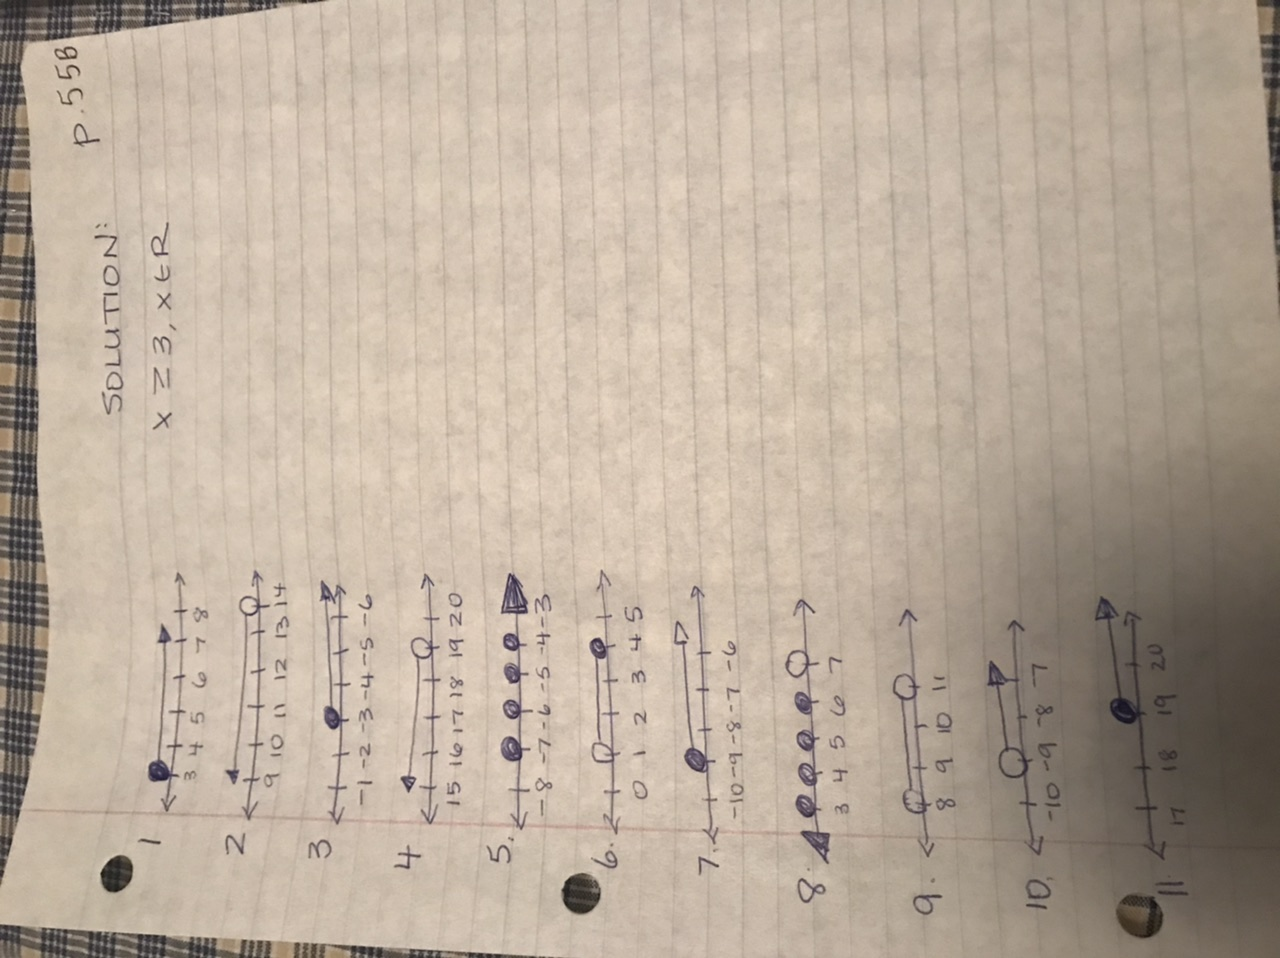 p.55B
SOLUTION:
1
3 4 5 6 7 8
x ≥ 3, x ∈ R
2
9 10 11 12 13 14
3
-1 -2 -3 -4 -5 -6
4
15 16 17 18 19 20
5.
-8 -7 -6 -5 -4 -3
6.
0 1 2 3 4 5
7.
-10 -9 -8 -7 -6
8.
3 4 5 6 7
9.
8 9 10 11
10.
-10 -9 -8 -7
11.
17 18 19 20